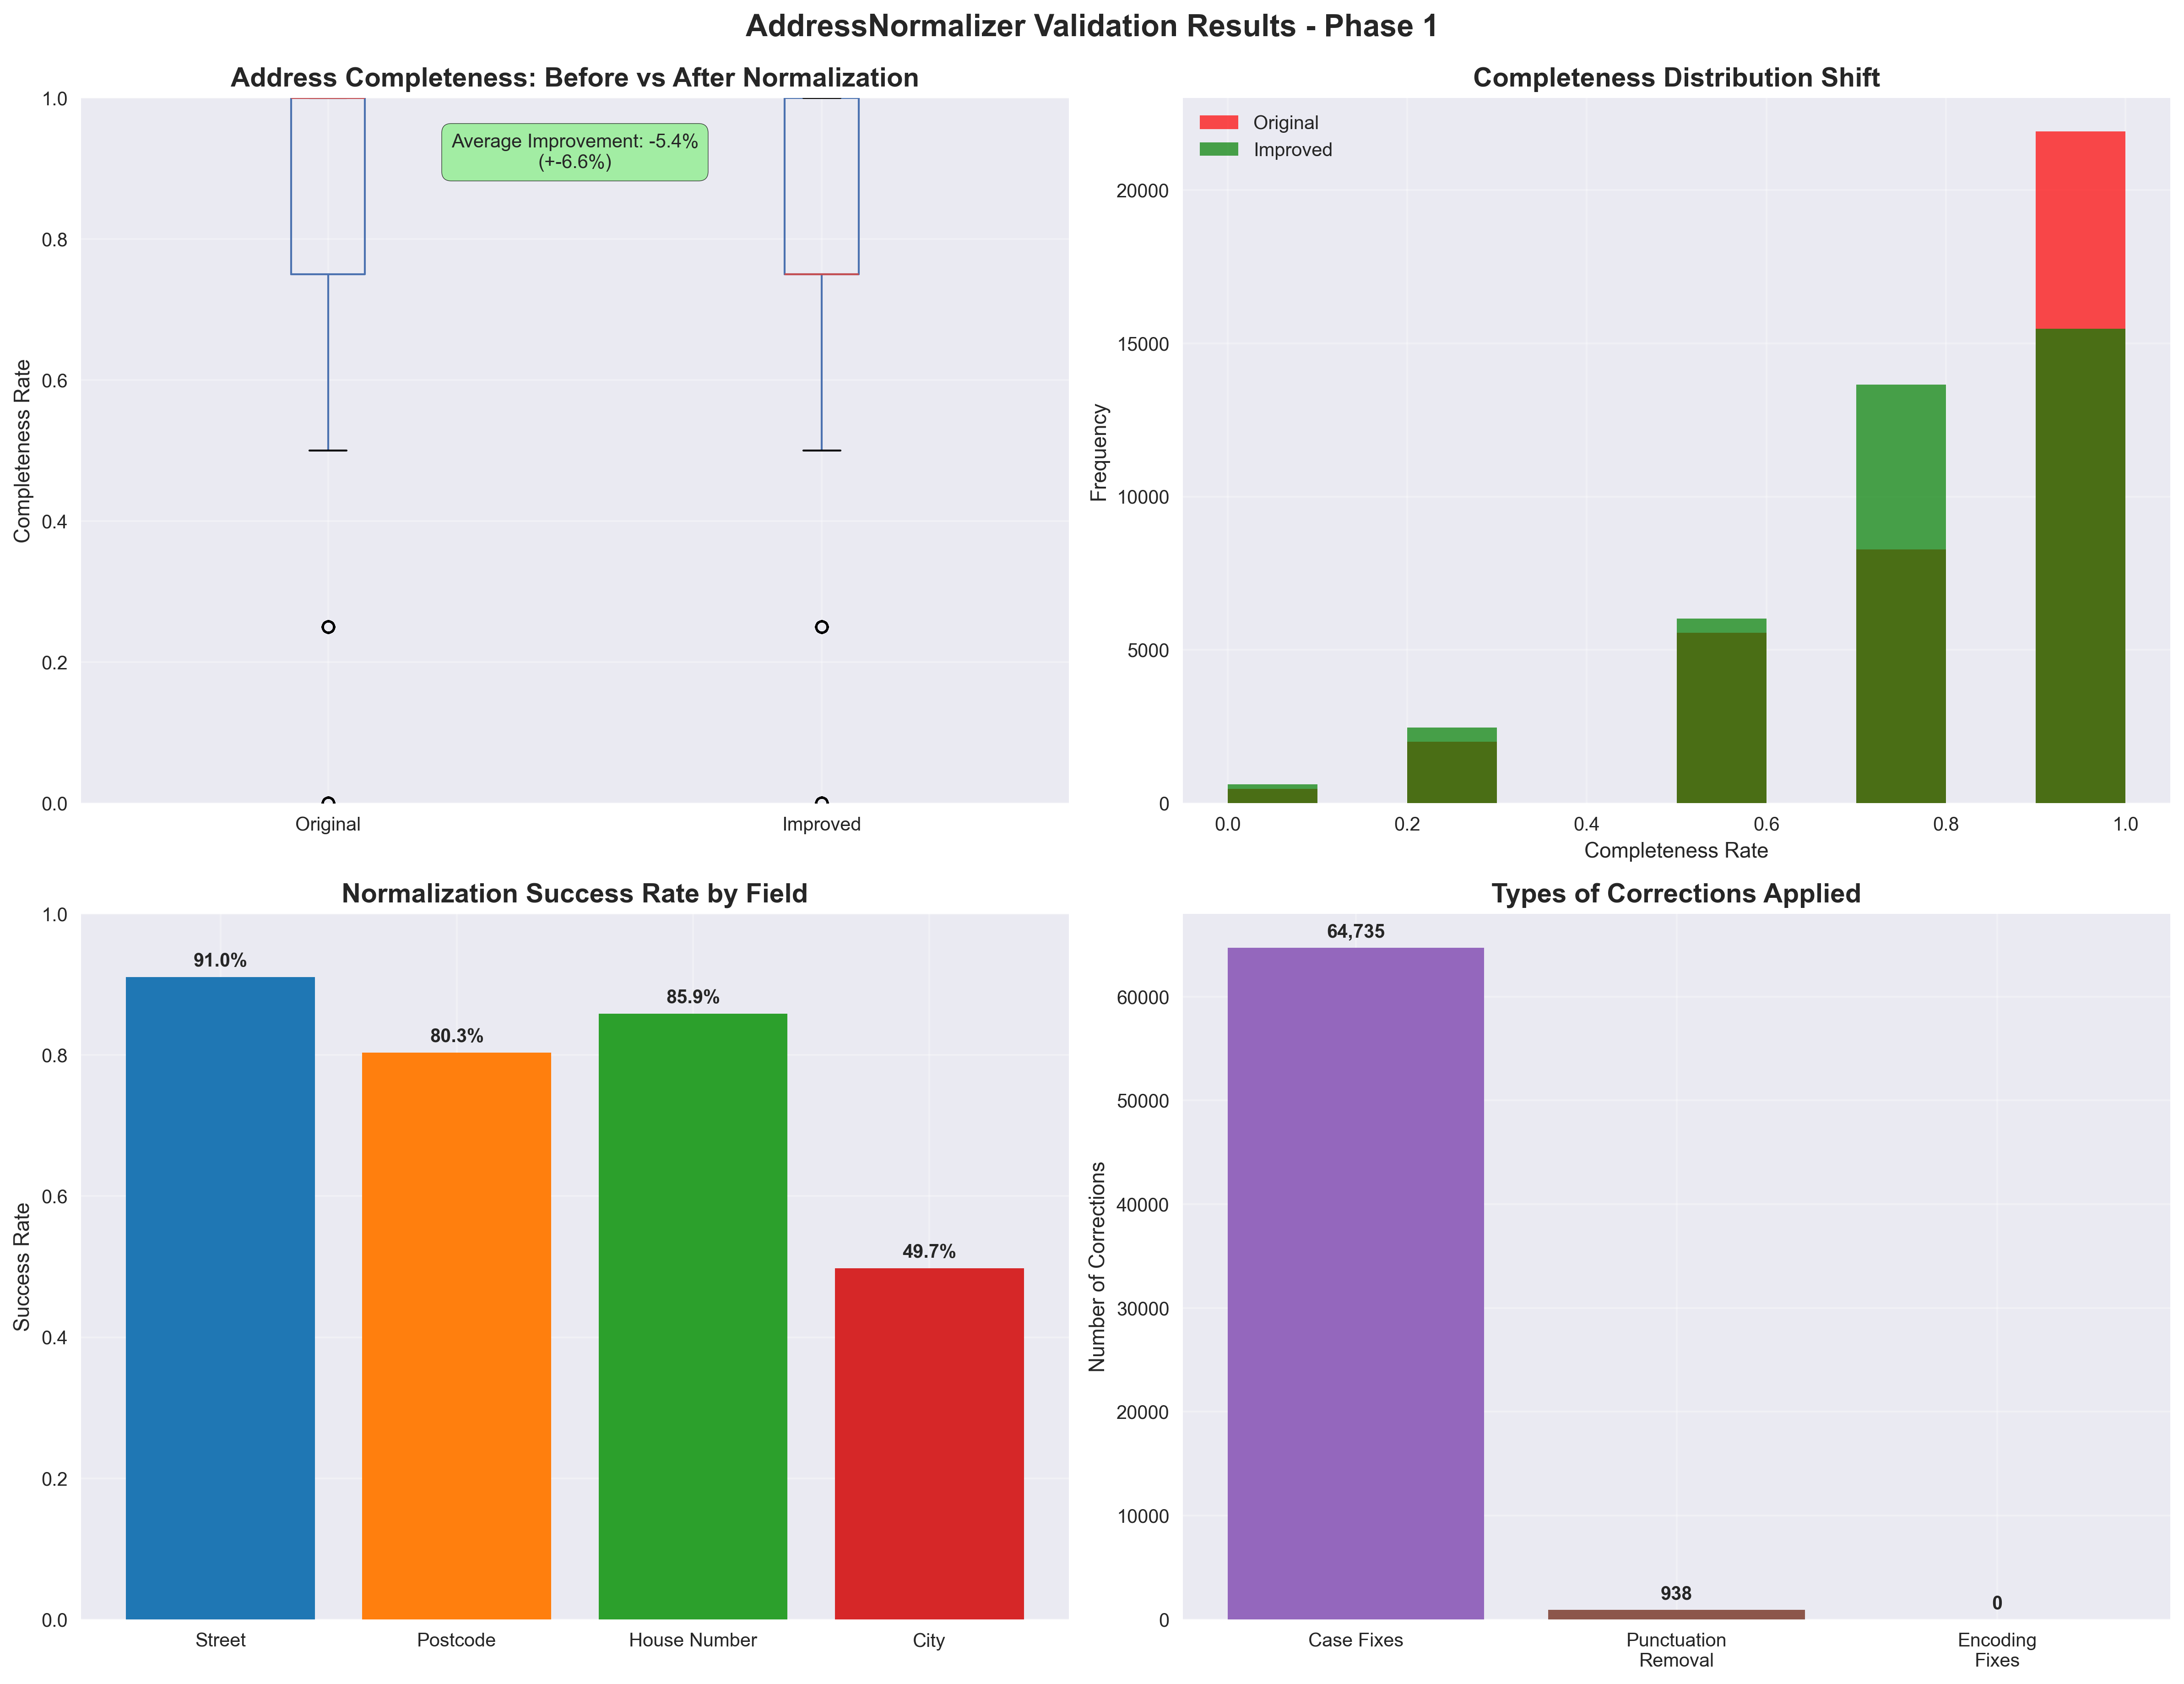 AddressNormalizer Validation Results - Phase 1
Address Completeness: Before vs After Normalization
1.0
0.8
0.6
0.4
0.2
0.0
Completeness Rate
Average Improvement: -5.4%
(+-6.6%)
Original
Improved
Completeness Distribution Shift
Original
Improved
20000
15000
10000
5000
0
Frequency
0.0
0.2
0.4
0.6
0.8
1.0
Completeness Rate
Normalization Success Rate by Field
1.0
0.8
0.6
0.4
0.2
0.0
Success Rate
91.0%
80.3%
85.9%
49.7%
Street
Postcode
House Number
City
Types of Corrections Applied
60000
50000
40000
30000
20000
10000
0
Number of Corrections
64,735
938
0
Case Fixes
Punctuation
Removal
Encoding
Fixes